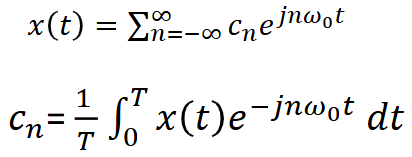 x(t) = ∑_{n=−∞}^{∞} c_n e^{jnω_0 t}
c_n = \frac{1}{T} ∫_0^T x(t) e^{−jnω_0 t} dt